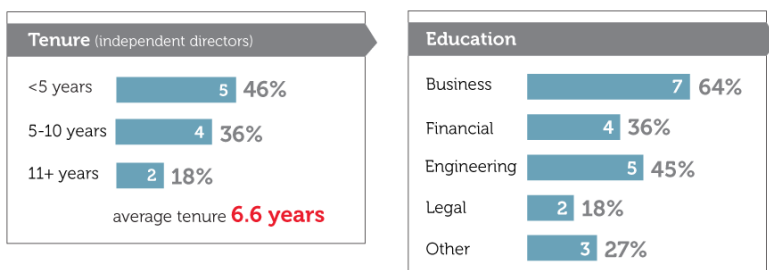 Tenure (independent directors)
<5 years 5 46%
5-10 years 4 36%
11+ years 2 18%
average tenure 6.6 years
Education
Business 7 64%
Financial 4 36%
Engineering 5 45%
Legal 2 18%
Other 3 27%